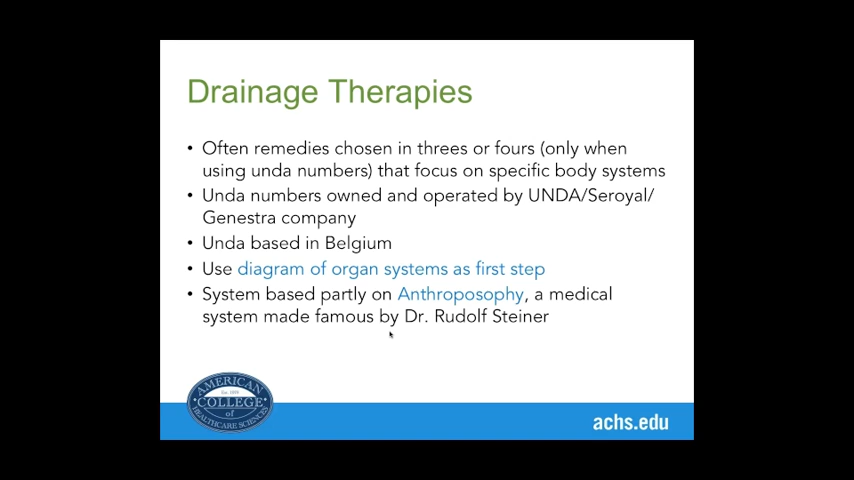 Drainage Therapies
• Often remedies chosen in threes or fours (only when
using unda numbers) that focus on specific body systems
• Unda numbers owned and operated by UNDA/Seroyal/
Genestra company
• Unda based in Belgium
• Use diagram of organ systems as first step
• System based partly on Anthroposophy, a medical
system made famous by Dr. Rudolf Steiner
AMERICAN
Est. 1978
COLLEGE
of
HEALTHCARE SCIENCES
achs.edu